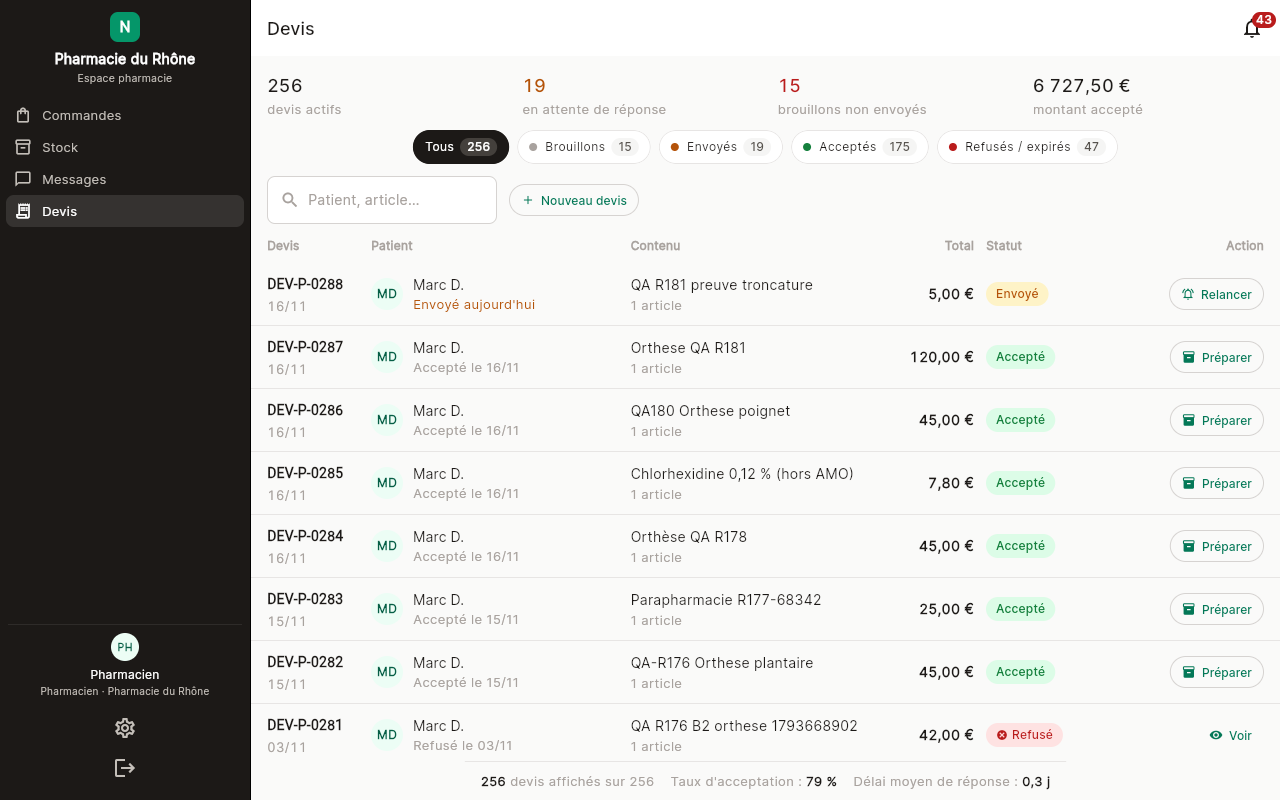 N
Pharmacie du Rhône
Espace pharmacie
Commandes
Stock
Messages
Devis
PH
Pharmacien
Pharmacien · Pharmacie du Rhône
Devis
43
256
devis actifs
19
en attente de réponse
15
brouillons non envoyés
6 727,50 €
montant accepté
Tous 256
Brouillons 15
Envoyés 19
Acceptés 175
Refusés / expirés 47
Patient, article...
+ Nouveau devis
Devis Patient Contenu Total Statut Action
DEV-P-0288 MD Marc D. QA R181 preuve troncature 5,00 € Envoyé Relancer
16/11 Envoyé aujourd'hui 1 article
DEV-P-0287 MD Marc D. Orthese QA R181 120,00 € Accepté Préparer
16/11 Accepté le 16/11 1 article
DEV-P-0286 MD Marc D. QA180 Orthese poignet 45,00 € Accepté Préparer
16/11 Accepté le 16/11 1 article
DEV-P-0285 MD Marc D. Chlorhexidine 0,12 % (hors AMO) 7,80 € Accepté Préparer
16/11 Accepté le 16/11 1 article
DEV-P-0284 MD Marc D. Orthèse QA R178 45,00 € Accepté Préparer
16/11 Accepté le 16/11 1 article
DEV-P-0283 MD Marc D. Parapharmacie R177-68342 25,00 € Accepté Préparer
15/11 Accepté le 15/11 1 article
DEV-P-0282 MD Marc D. QA-R176 Orthese plantaire 45,00 € Accepté Préparer
15/11 Accepté le 15/11 1 article
DEV-P-0281 MD Marc D. QA R176 B2 orthese 1793668902 42,00 € Refusé Voir
03/11 Refusé le 03/11 1 article
256 devis affichés sur 256 Taux d'acceptation : 79 % Délai moyen de réponse : 0,3 j